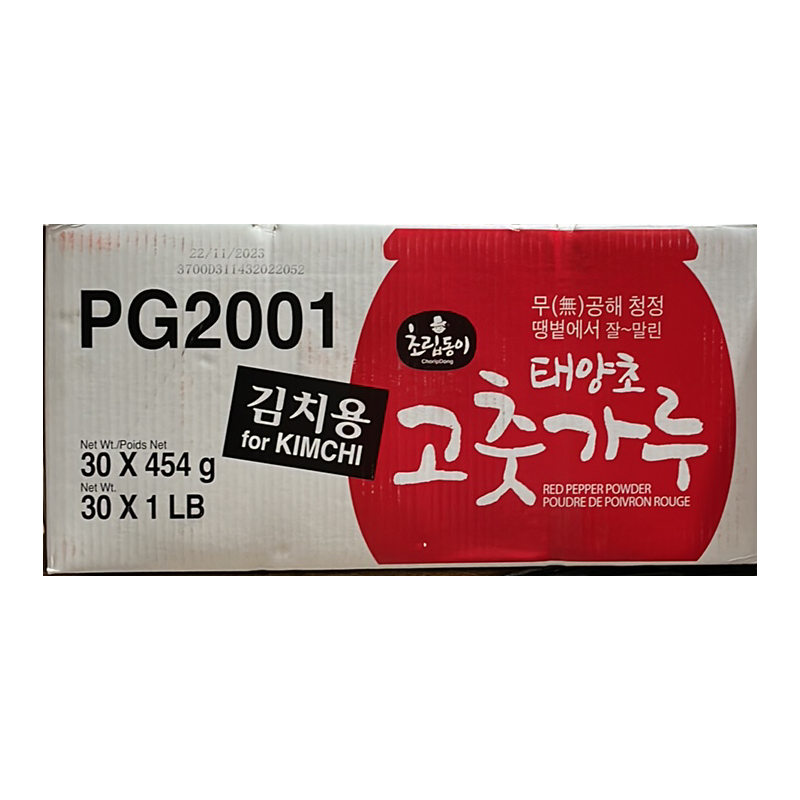 22/11/2023
3700D311432022052
PG2001
초립동이
ChoripDong
무(無)공해 청정
땡볕에서 잘~말린
태양초
고춧가루
RED PEPPER POWDER
POUDRE DE POIVRON ROUGE
김치용
for KIMCHI
Net Wt./Poids Net
30 X 454 g
Net Wt.
30 X 1 LB